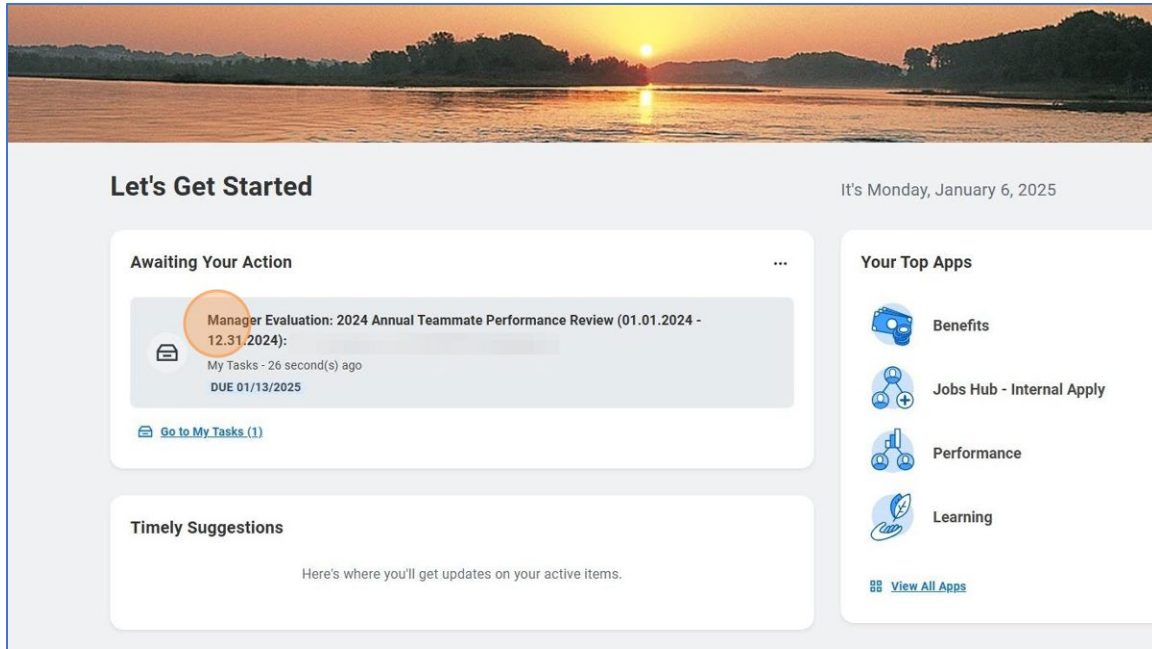 Let's Get Started
It's Monday, January 6, 2025
Awaiting Your Action
...
Manager Evaluation: 2024 Annual Teammate Performance Review (01.01.2024 -
12.31.2024):
My Tasks - 26 second(s) ago
DUE 01/13/2025
Go to My Tasks (1)
Timely Suggestions
Here's where you'll get updates on your active items.
Your Top Apps
Benefits
Jobs Hub - Internal Apply
Performance
Learning
View All Apps